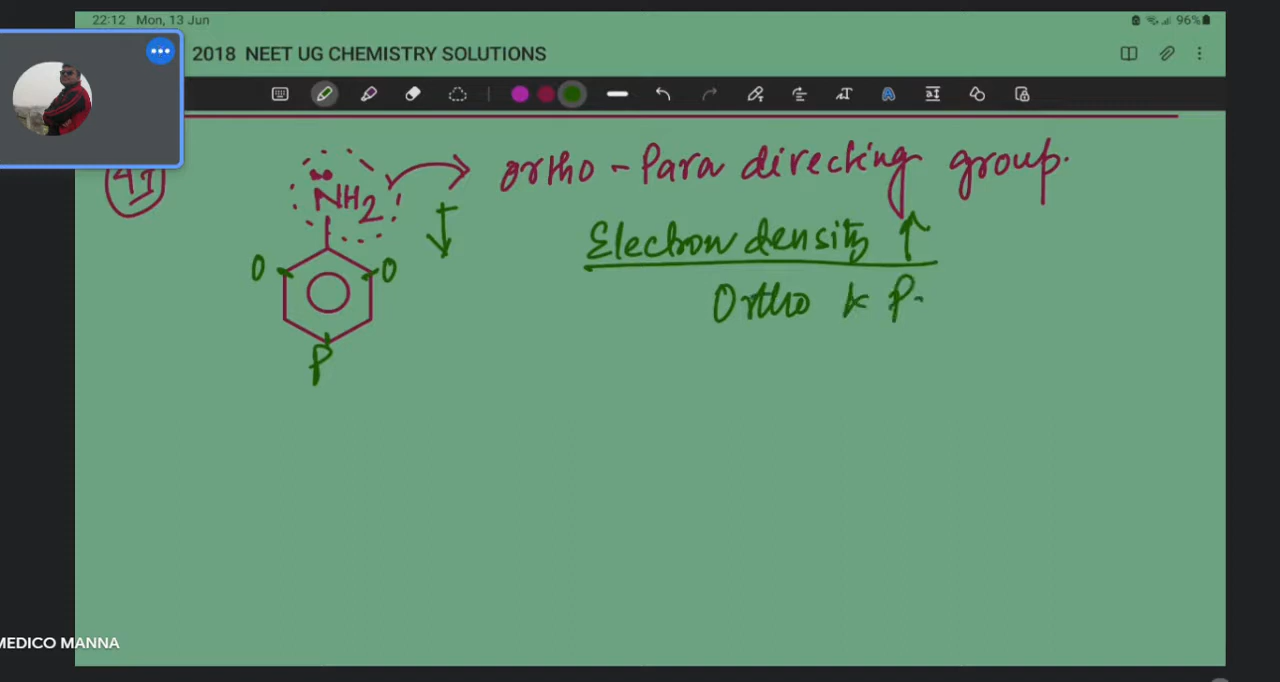 22:12 Mon, 13 Jun
96%
2018 NEET UG CHEMISTRY SOLUTIONS
NH2
ortho - Para directing group.
Electron density ↑
Ortho & P-
O
O
P
MEDICO MANNA